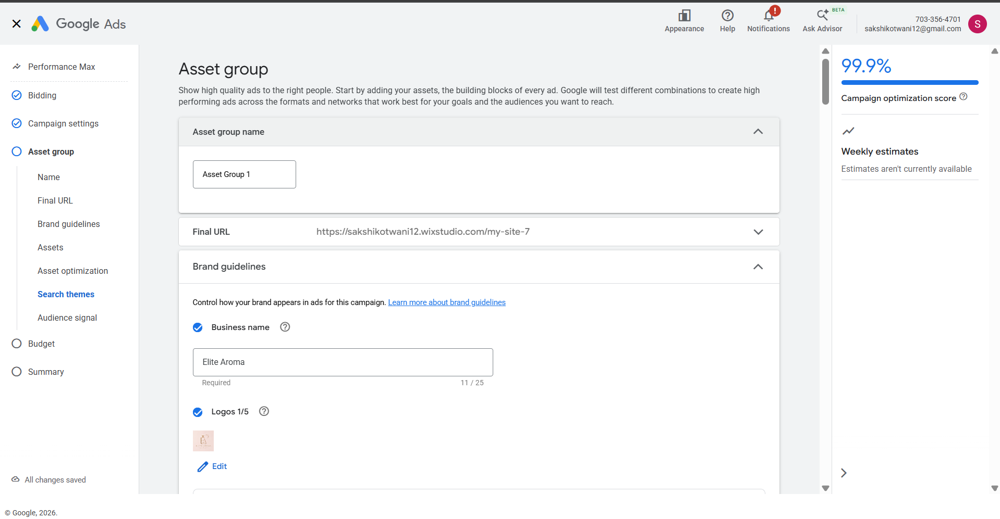 Google Ads
Appearance
Help
Notifications
!
Ask Advisor
BETA
703-356-4701
sakshikotwani12@gmail.com
S
Performance Max
Bidding
Campaign settings
Asset group
Name
Final URL
Brand guidelines
Assets
Asset optimization
Search themes
Audience signal
Budget
Summary
All changes saved
Asset group
Show high quality ads to the right people. Start by adding your assets, the building blocks of every ad. Google will test different combinations to create high
performing ads across the formats and networks that work best for your goals and the audiences you want to reach.
Asset group name
Asset Group 1
Final URL https://sakshikotwani12.wixstudio.com/my-site-7
Brand guidelines
Control how your brand appears in ads for this campaign. Learn more about brand guidelines
Business name
Elite Aroma
Required 11 / 25
Logos 1/5
Edit
99.9%
Campaign optimization score
Weekly estimates
Estimates aren't currently available
© Google, 2026.